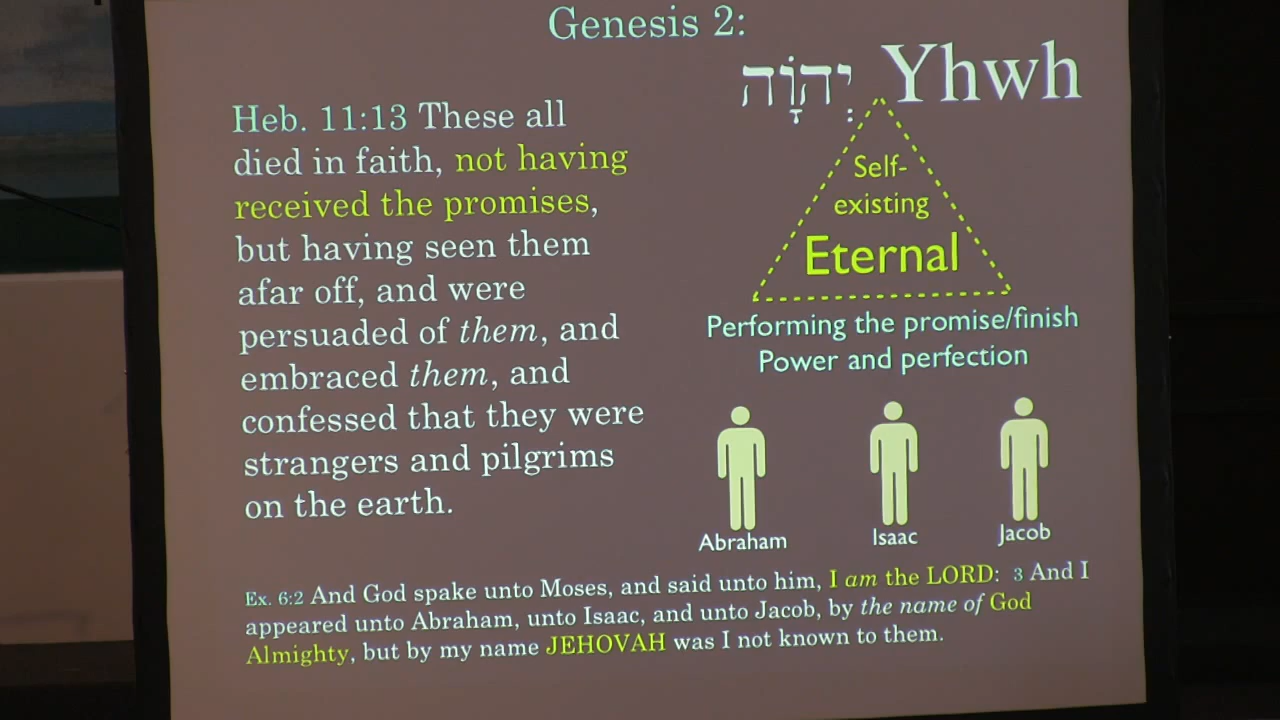 Genesis 2:
יְהוָֹה Yhwh
Heb. 11:13 These all
died in faith, not having
received the promises,
but having seen them
afar off, and were
persuaded of them, and
embraced them, and
confessed that they were
strangers and pilgrims
on the earth.
Self-
existing
Eternal
Performing the promise/finish
Power and perfection
Abraham
Isaac
Jacob
Ex. 6:2 And God spake unto Moses, and said unto him, I am the LORD: 3 And I
appeared unto Abraham, unto Isaac, and unto Jacob, by the name of God
Almighty, but by my name JEHOVAH was I not known to them.